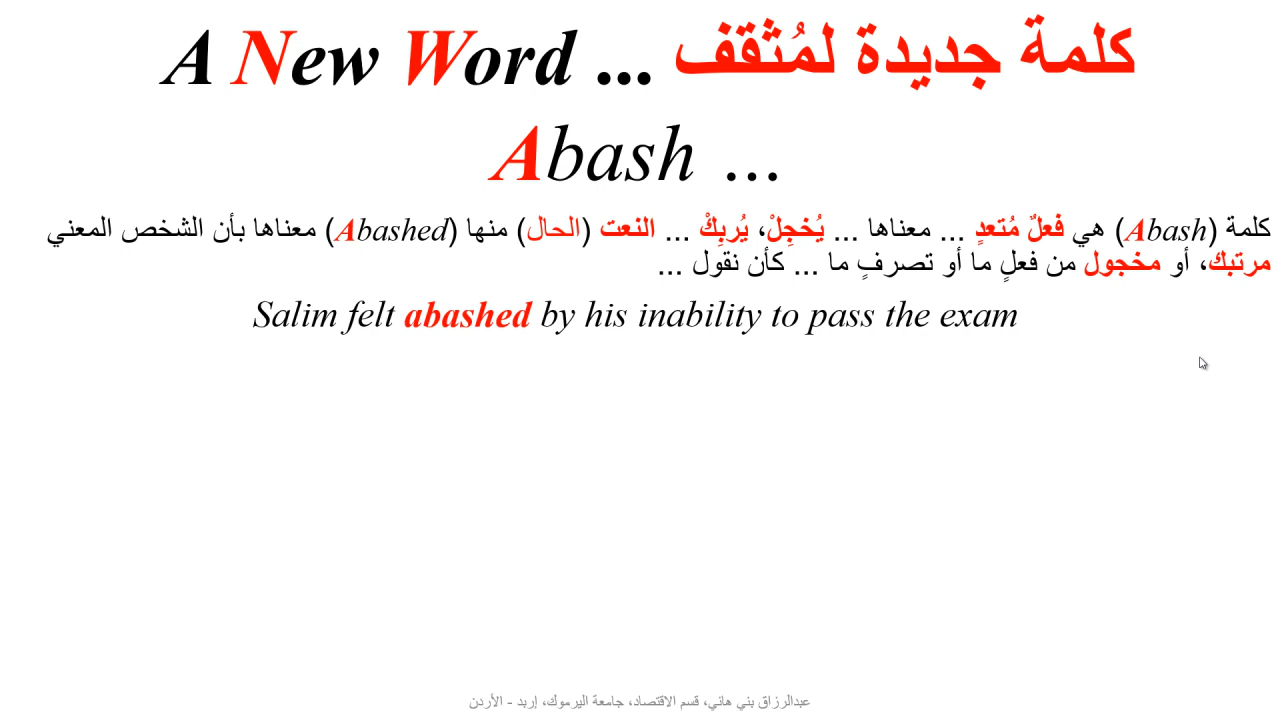 A New Word ... كلمة جديدة لمُثقف
Abash ...
كلمة (Abash) هي فَعلٌ مُتعدٍ ... معناها ... يُخجِلْ، يُربِكْ ... النعت (الحال) منها (Abashed) معناها بأن الشخص المعني
مرتبك، أو مخجول من فعلٍ ما أو تصرفٍ ما ... كأن نقول ...
Salim felt abashed by his inability to pass the exam
عبدالرزاق بني هاني، قسم الاقتصاد، جامعة اليرموك، إربد - الأردن